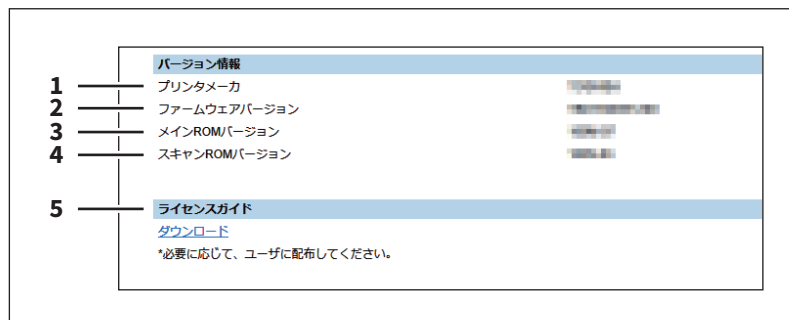 バージョン情報
1 プリンタメーカ
2 ファームウェアバージョン
3 メインROMバージョン
4 スキャンROMバージョン
5 ライセンスガイド
ダウンロード
*必要に応じて、ユーザに配布してください。